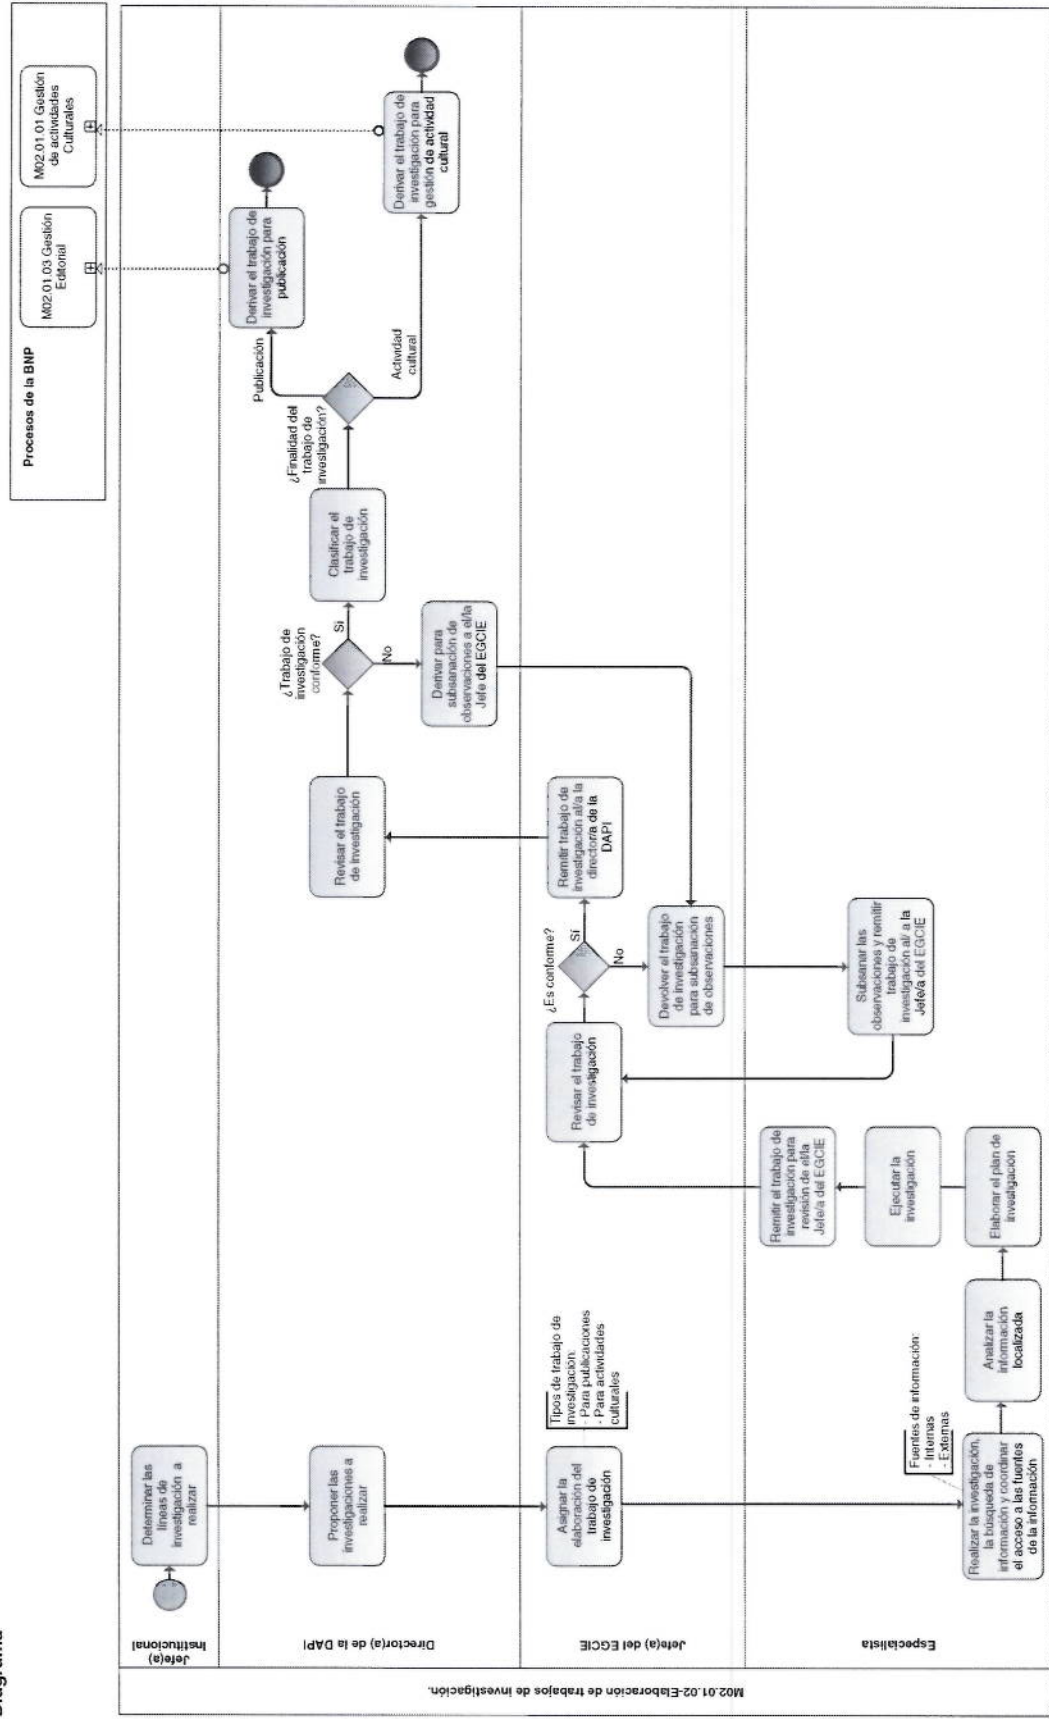 Diagrama
Procesos de la BNP
M02.01.03 Gestión
Editorial
M02.01.01 Gestión
de actividades
Culturales
M02.01.02-Elaboración de trabajos de investigación.
Jefe(a)
Institucional
Determinar las
líneas de
investigación a
realizar
Director(a) de la DAPI
Proponer las
investigaciones a
realizar
Revisar el trabajo
de investigación
¿Trabajo de
investigación
conforme?
Si
No
Derivar para
subsanación de
observaciones a el/la
Jefe del EGCIE
Clasificar el
trabajo de
investigación
¿Finalidad del
trabajo de
investigación?
Publicación
Actividad
cultural
Derivar el trabajo de
investigación para
publicación
Derivar el trabajo de
investigación para
gestión de actividad
cultural
Jefe(a) del EGCIE
Asignar la
elaboración del
trabajo de
investigación
Tipos de trabajo de
investigación:
- Para publicaciones
- Para actividades
culturales
Revisar el trabajo
de investigación
¿Es conforme?
Sí
No
Remitir trabajo de
investigación al/a la
director/a de la
DAPI
Devolver el trabajo
de investigación
para subsanación
de observaciones
Especialista
Realizar la investigación,
la búsqueda de
información y coordinar
el acceso a las fuentes
de la información
Fuentes de información:
- Internas
- Externas
Analizar la
información
localizada
Elaborar el plan de
investigación
Ejecutar la
investigación
Remitir el trabajo de
investigación para
revisión de el/la
Jefe/a del EGCIE
Subsanar las
observaciones y remitir
trabajo de
investigación al/ a la
Jefe/a del EGCIE